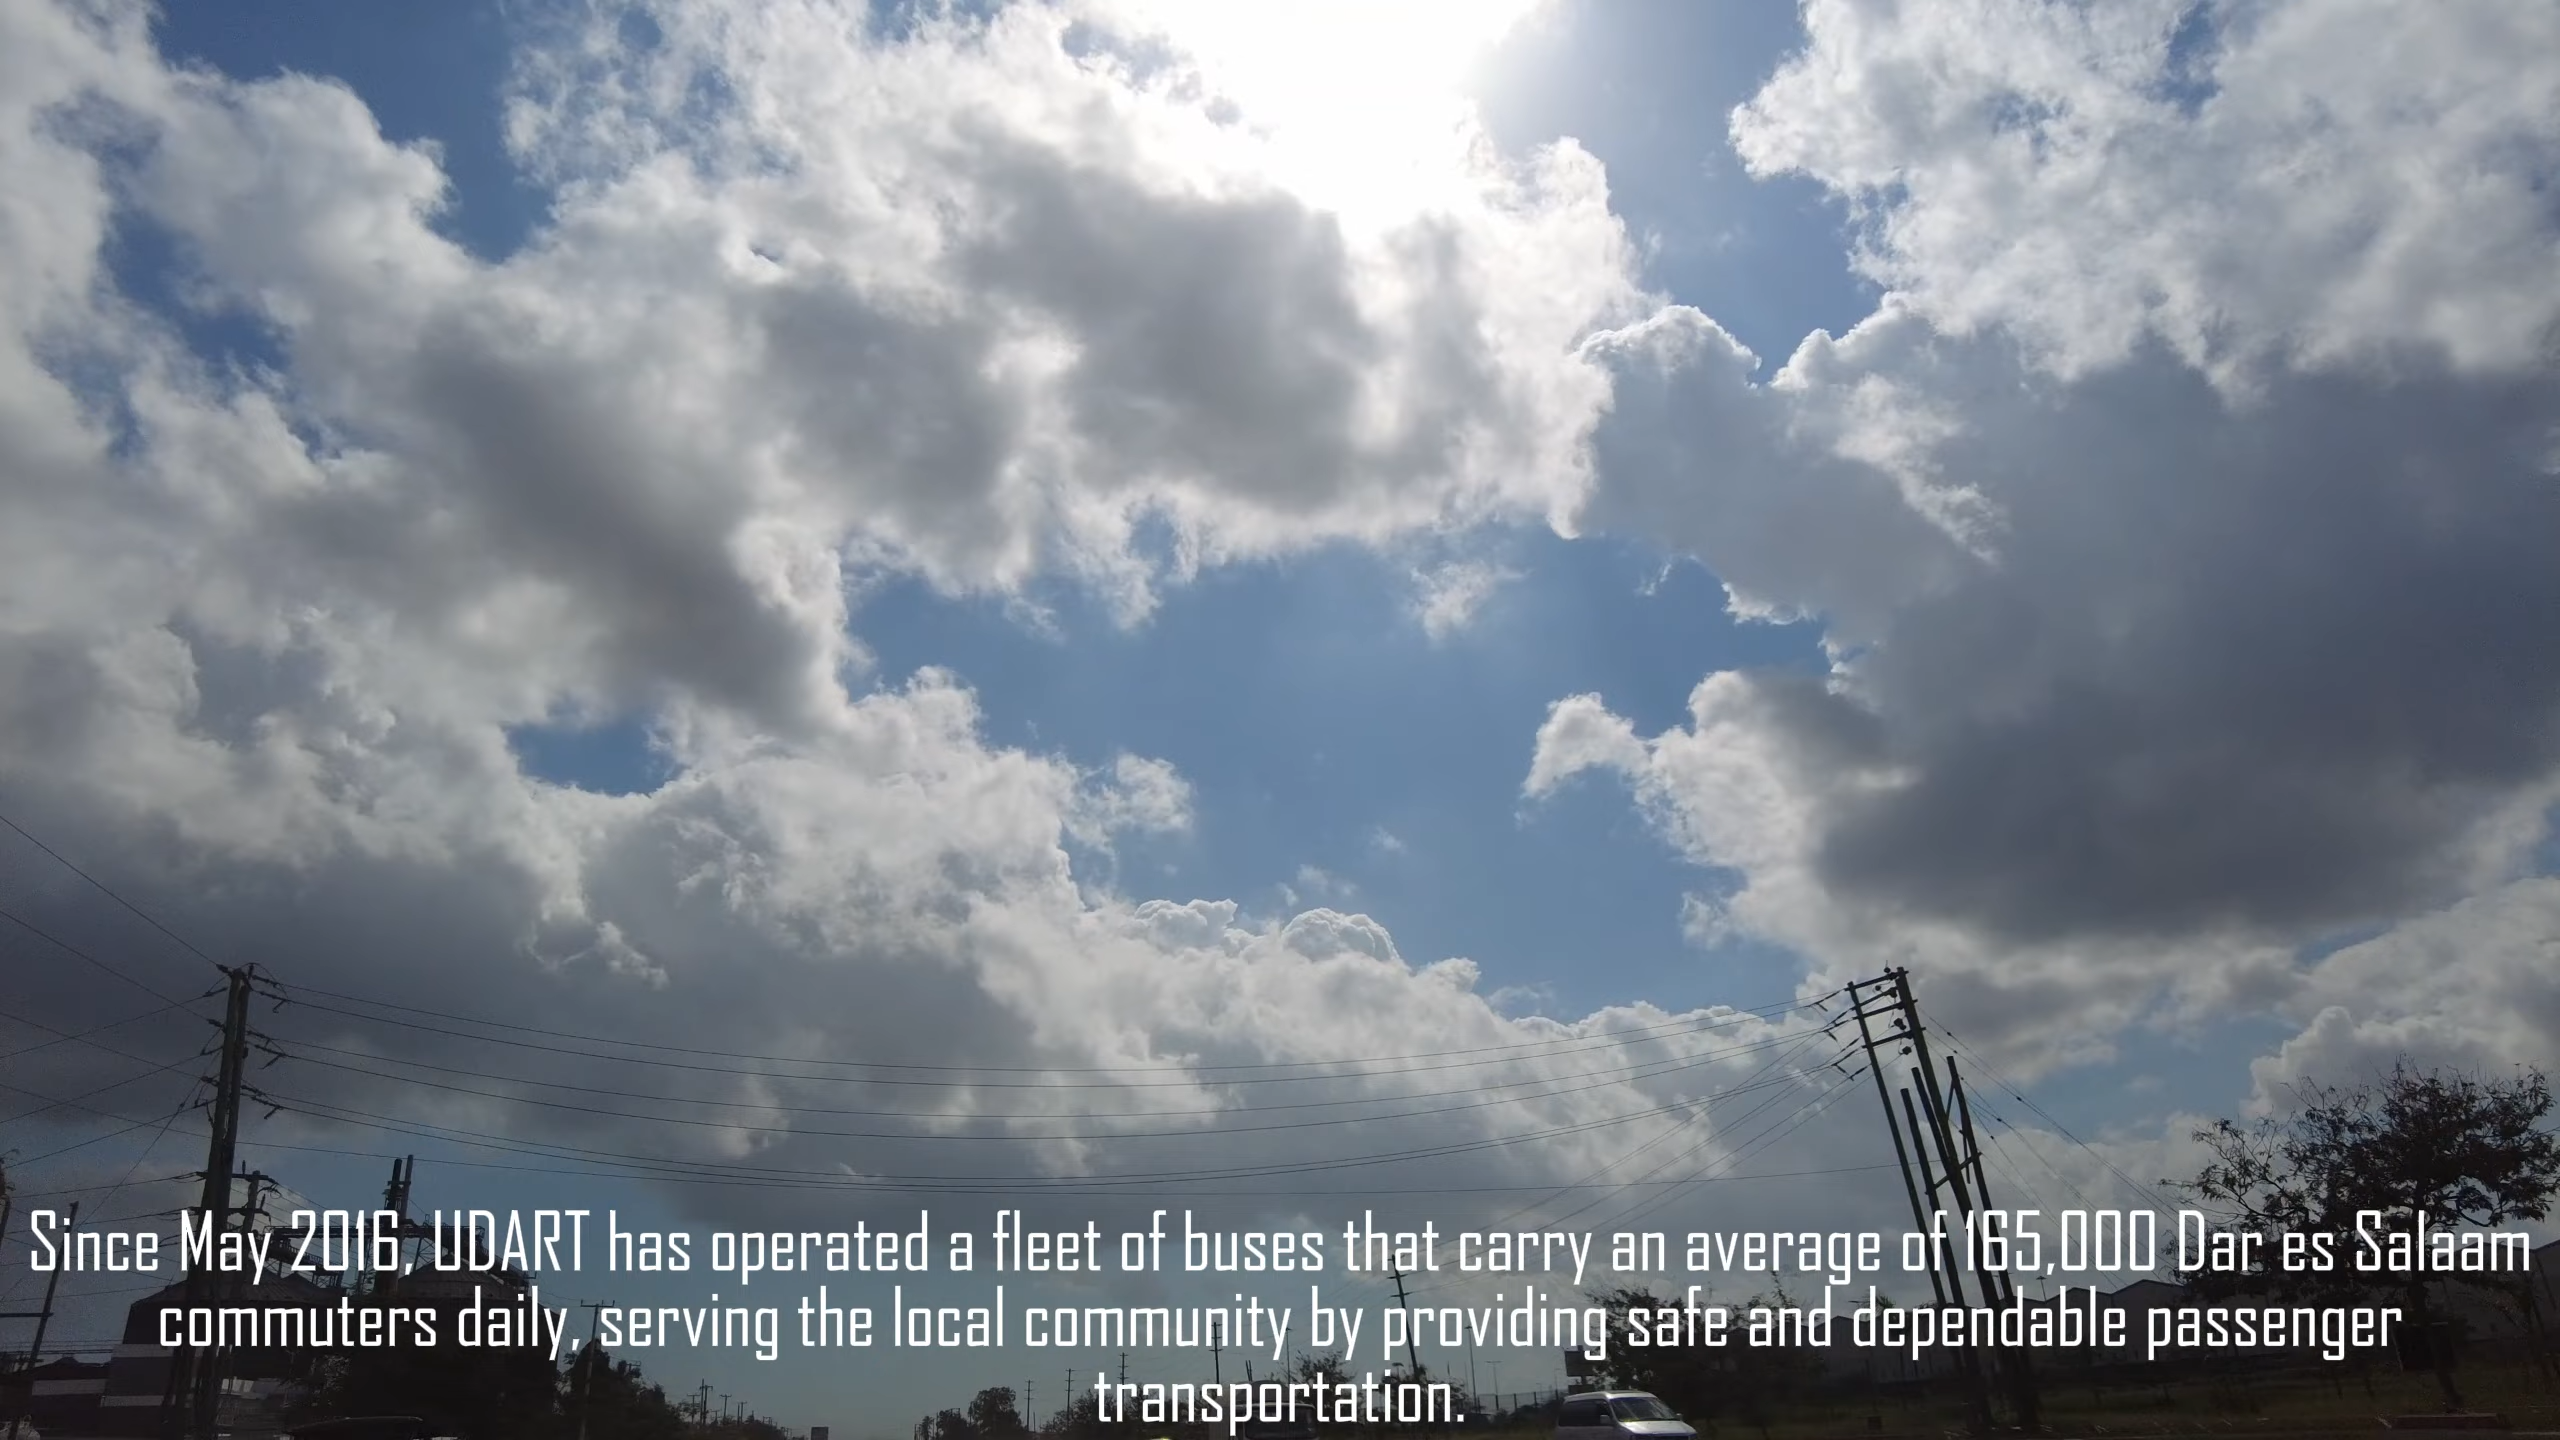 Since May 2016, UDART has operated a fleet of buses that carry an average of 165,000 Dar es Salaam
commuters daily, serving the local community by providing safe and dependable passenger
transportation.